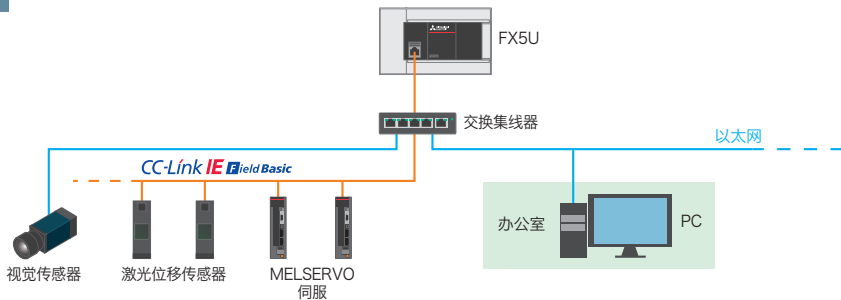 FX5U
交换集线器
以太网
CC-Link IE Field Basic
办公室
PC
视觉传感器
激光位移传感器
MELSERVO
伺服